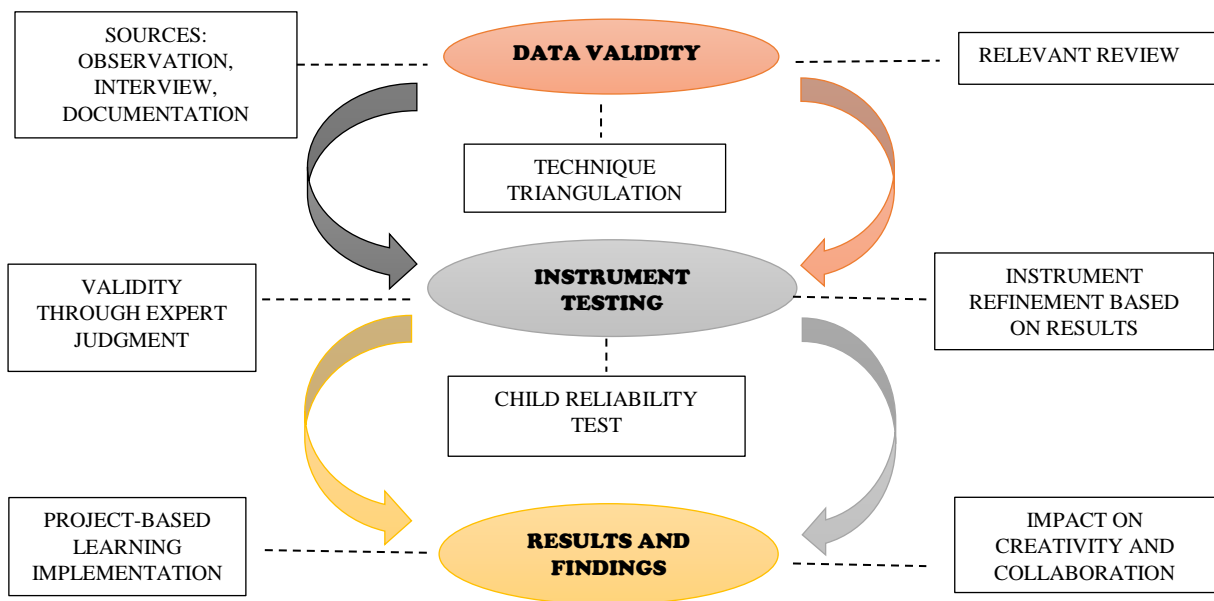 SOURCES:
OBSERVATION,
INTERVIEW,
DOCUMENTATION
DATA VALIDITY
RELEVANT REVIEW
TECHNIQUE
TRIANGULATION
VALIDITY
THROUGH EXPERT
JUDGMENT
INSTRUMENT
TESTING
INSTRUMENT
REFINEMENT BASED
ON RESULTS
CHILD RELIABILITY
TEST
PROJECT-BASED
LEARNING
IMPLEMENTATION
RESULTS AND
FINDINGS
IMPACT ON
CREATIVITY AND
COLLABORATION